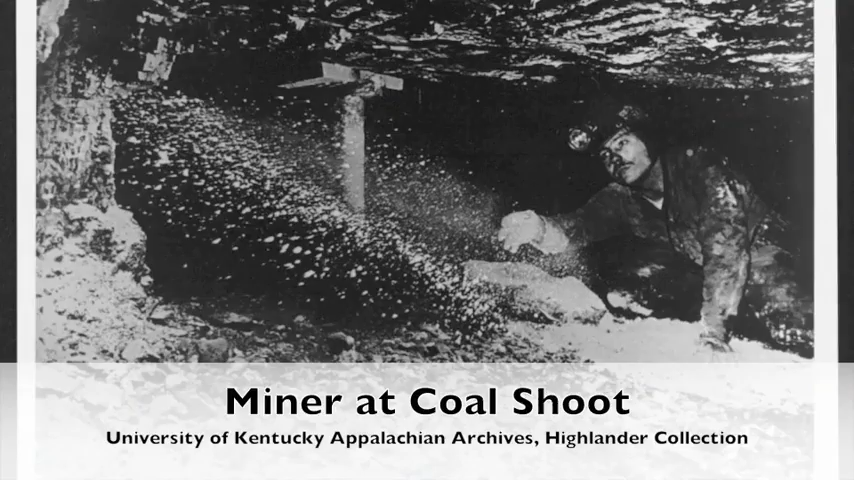 Miner at Coal Shoot
University of Kentucky Appalachian Archives, Highlander Collection